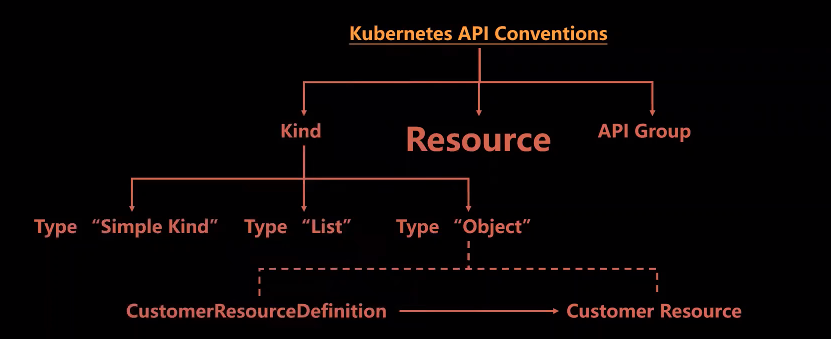 Kubernetes API Conventions
Kind
Resource
API Group
Type “Simple Kind”
Type “List”
Type “Object”
CustomerResourceDefinition
Customer Resource